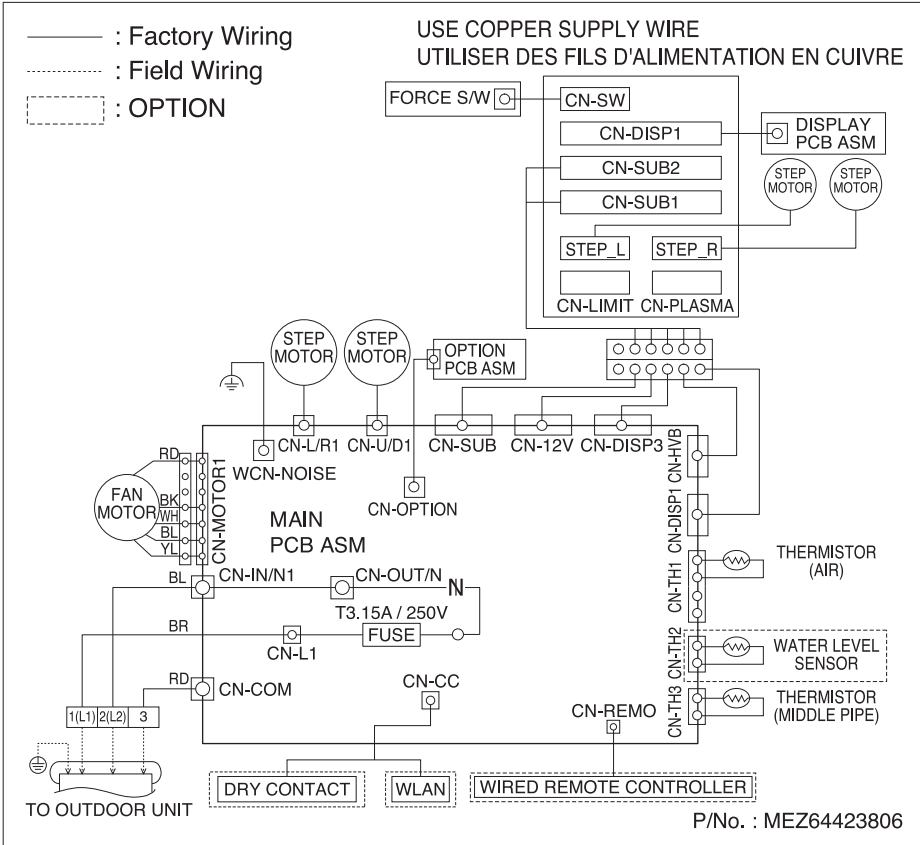 : Factory Wiring
: Field Wiring
: OPTION
USE COPPER SUPPLY WIRE
UTILISER DES FILS D'ALIMENTATION EN CUIVRE
FORCE S/W
CN-SW
CN-DISP1
DISPLAY
PCB ASM
CN-SUB2
CN-SUB1
STEP
MOTOR
STEP
MOTOR
STEP_L
STEP_R
CN-LIMIT
CN-PLASMA
STEP
MOTOR
STEP
MOTOR
OPTION
PCB ASM
CN-L/R1
CN-U/D1
CN-SUB
CN-12V
CN-DISP3
WCN-NOISE
CN-OPTION
CN-HVB
CN-DISP1
RD
BK
WH
BL
YL
FAN
MOTOR
CN-MOTOR1
MAIN
PCB ASM
CN-TH1
THERMISTOR
(AIR)
BL
CN-IN/N1
CN-OUT/N
T3.15A / 250V
FUSE
BR
CN-L1
CN-TH2
WATER LEVEL
SENSOR
RD
CN-COM
CN-CC
CN-REMO
CN-TH3
THERMISTOR
(MIDDLE PIPE)
1(L1) 2(L2) 3
TO OUTDOOR UNIT
DRY CONTACT
WLAN
WIRED REMOTE CONTROLLER
P/No. : MEZ64423806